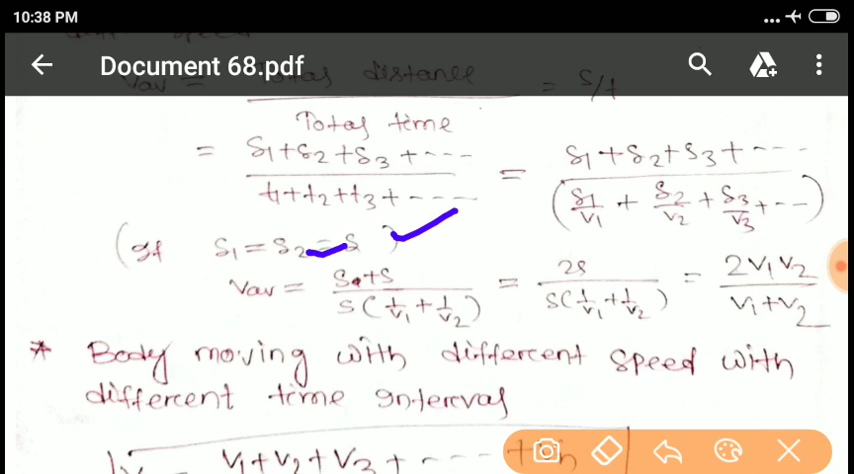 10:38 PM
Document 68.pdf
Vav = Total distance / Total time = S/t
= S1+S2+S3+---- / t1+t2+t3+---- = S1+S2+S3+---- / (S1/V1 + S2/V2 + S3/V3 + --)
(If S1=S2=S)
Vav = S+S / S(1/V1 + 1/V2) = 2S / S(1/V1 + 1/V2) = 2V1V2 / V1+V2
* Body moving with different speed with
different time interval
V1+V2+V3+----